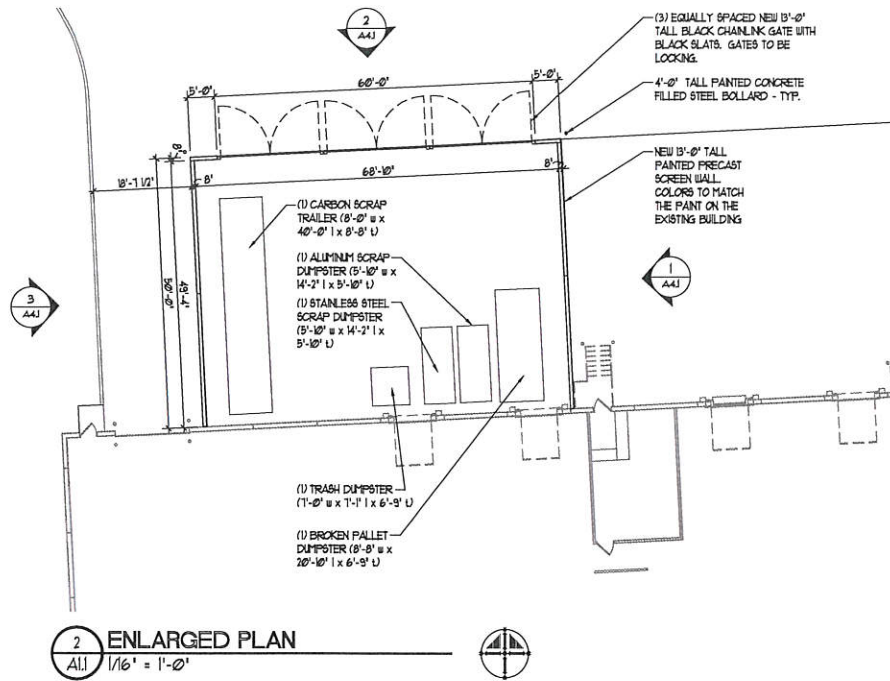 2
A4.1
(3) EQUALLY SPACED NEW 13'-0"
TALL BLACK CHAINLINK GATE WITH
BLACK SLATS. GATES TO BE
LOCKING.
4'-0" TALL PAINTED CONCRETE
FILLED STEEL BOLLARD - TYP.
NEW 13'-0" TALL
PAINTED PRECAST
SCREEN WALL.
COLORS TO MATCH
THE PAINT ON THE
EXISTING BUILDING
5'-0"
60'-0"
5'-0"
8"
18'-7 1/2"
8"
68'-10"
8"
50'-0"
49'-4"
(1) CARBON SCRAP
TRAILER (8'-0" w x
40'-0" l x 8'-8" t)
(1) ALUMINUM SCRAP
DUMPSTER (5'-10" w x
14'-2" l x 5'-10" t)
(1) STAINLESS STEEL
SCRAP DUMPSTER
(5'-10" w x 14'-2" l x
5'-10" t)
1
A4.1
3
A4.1
(1) TRASH DUMPSTER
(7'-0" w x 7'-1" l x 6'-9" t)
(1) BROKEN PALLET
DUMPSTER (8'-8" w x
20'-10" l x 6'-9" t)
2
A1.1
ENLARGED PLAN
1/16" = 1'-0"